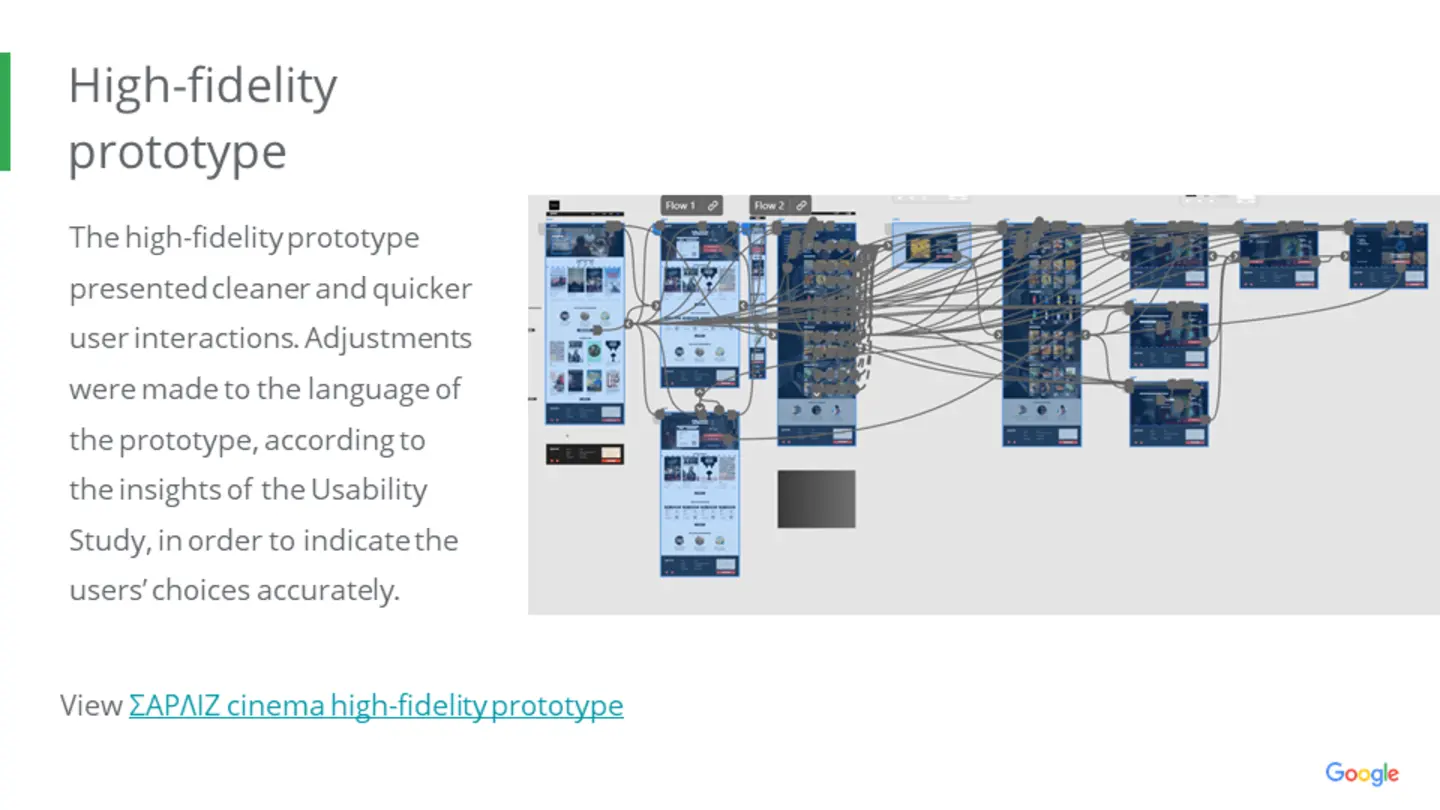 High-fidelity
prototype
The high-fidelity prototype
presented cleaner and quicker
user interactions. Adjustments
were made to the language of
the prototype, according to
the insights of the Usability
Study, in order to indicate the
users’ choices accurately.
Flow 1
Flow 2
View ΣΑΡΛΙΖ cinema high-fidelity prototype
Google